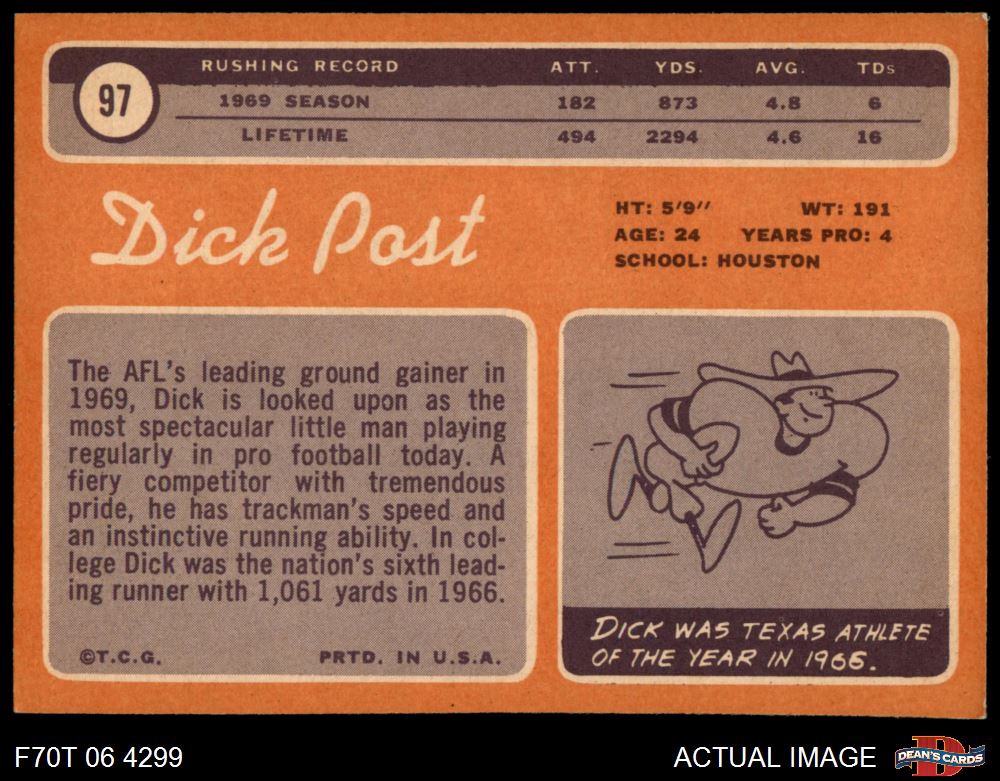 97
RUSHING RECORD ATT. YDS. AVG. TDs
1969 SEASON 182 873 4.8 6
LIFETIME 494 2294 4.6 16
Dick Post
HT: 5'9'' WT: 191
AGE: 24 YEARS PRO: 4
SCHOOL: HOUSTON
The AFL's leading ground gainer in
1969, Dick is looked upon as the
most spectacular little man playing
regularly in pro football today. A
fiery competitor with tremendous
pride, he has trackman's speed and
an instinctive running ability. In col-
lege Dick was the nation's sixth lead-
ing runner with 1,061 yards in 1966.
©T.C.G. PRTD. IN U.S.A.
DICK WAS TEXAS ATHLETE
OF THE YEAR IN 1966.
F70T 06 4299
ACTUAL IMAGE
D
DEAN'S CARDS